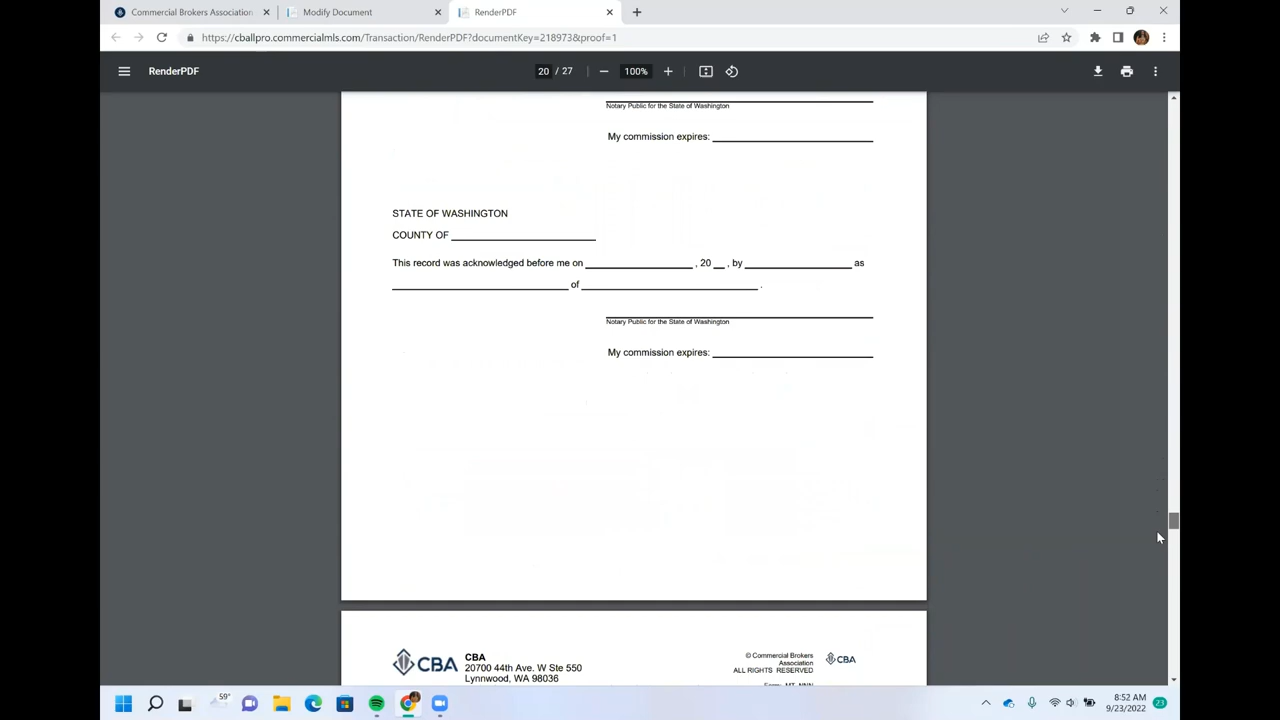 Commercial Brokers Association
Modify Document
RenderPDF
https://cballpro.commercialmls.com/Transaction/RenderPDF?documentKey=218973&proof=1
RenderPDF
20 / 27
100%
Notary Public for the State of Washington
My commission expires:
STATE OF WASHINGTON
COUNTY OF
This record was acknowledged before me on , 20 , by as
of .
Notary Public for the State of Washington
My commission expires:
CBA
CBA
20700 44th Ave. W Ste 550
Lynnwood, WA 98036
© Commercial Brokers
Association
ALL RIGHTS RESERVED
CBA
Form: MT_NNN
59°
8:52 AM
9/23/2022
23